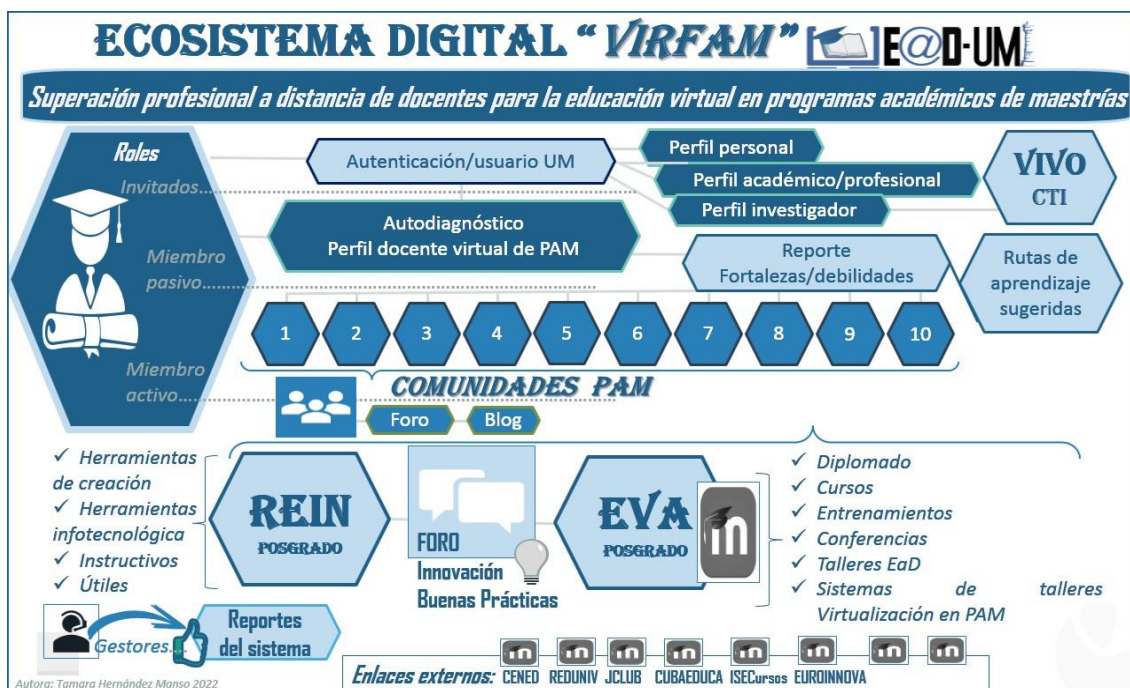 ECOSISTEMA DIGITAL “VIRFAM”
E@D-UM
Superación profesional a distancia de docentes para la educación virtual en programas académicos de maestrías
Roles
Invitados
Miembro
pasivo
Miembro
activo
Autenticación/usuario UM
Perfil personal
Perfil académico/profesional
Perfil investigador
VIVO
CTI
Autodiagnóstico
Perfil docente virtual de PAM
Reporte
Fortalezas/debilidades
Rutas de
aprendizaje
sugeridas
1
2
3
4
5
6
7
8
9
10
COMUNIDADES PAM
Foro
Blog
✓ Herramientas
de creación
✓ Herramientas
infotecnológica
✓ Instructivos
✓ Útiles
REIN
POSGRADO
FORO
Innovación
Buenas Prácticas
EVA
POSGRADO
m
✓ Diplomado
✓ Cursos
✓ Entrenamientos
✓ Conferencias
✓ Talleres EaD
✓ Sistemas de talleres
Virtualización en PAM
Gestores...
Reportes
del sistema
Enlaces externos: CENED REDUNIV JCLUB CUBAEDUCA ISECursos EUROINNOVA
Autora: Tamara Hernández Manso 2022